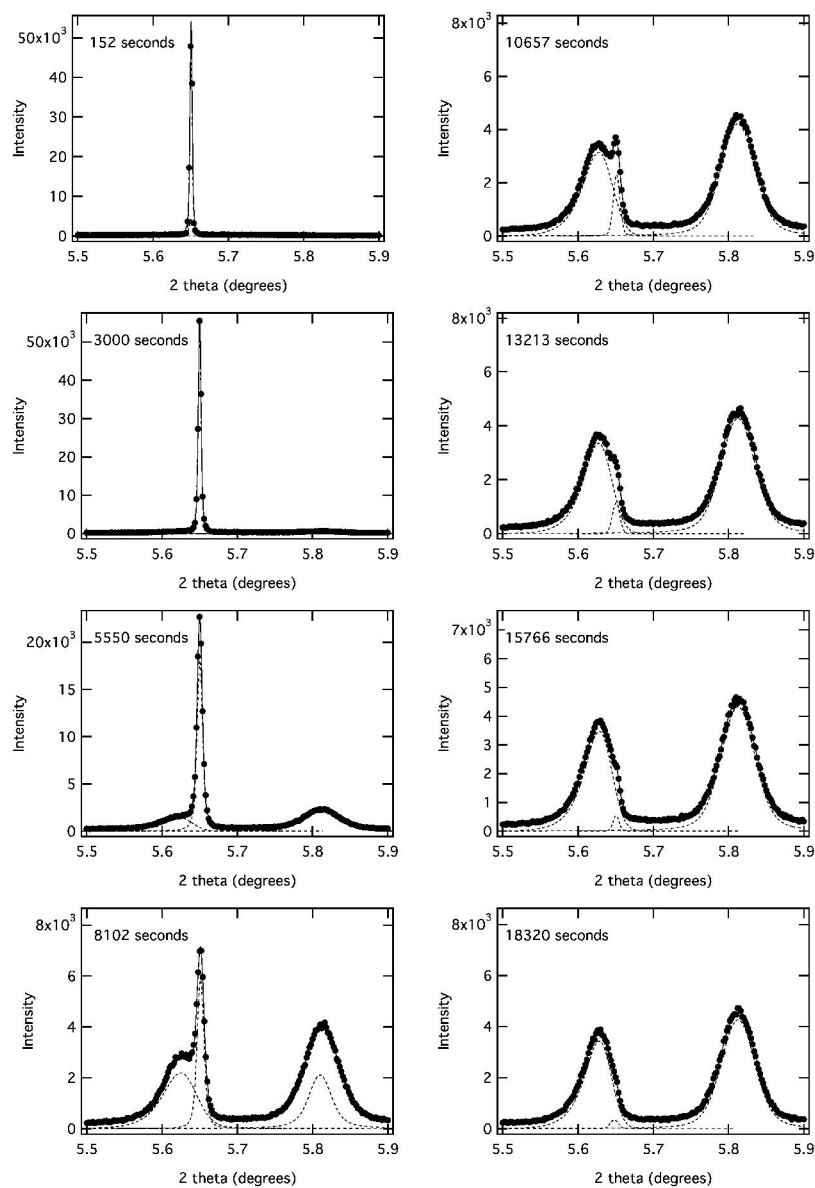 50x10³
152 seconds
40
30
20
10
0
Intensity
5.5 5.6 5.7 5.8 5.9
2 theta (degrees)
50x10³
3000 seconds
40
30
20
10
0
Intensity
5.5 5.6 5.7 5.8 5.9
2 theta (degrees)
20x10³
5550 seconds
15
10
5
0
Intensity
5.5 5.6 5.7 5.8 5.9
2 theta (degrees)
8x10³
8102 seconds
6
4
2
0
Intensity
5.5 5.6 5.7 5.8 5.9
2 theta (degrees)
8x10³
10657 seconds
6
4
2
0
Intensity
5.5 5.6 5.7 5.8 5.9
2 theta (degrees)
8x10³
13213 seconds
6
4
2
0
Intensity
5.5 5.6 5.7 5.8 5.9
2 theta (degrees)
7x10³
15766 seconds
6
5
4
3
2
1
0
Intensity
5.5 5.6 5.7 5.8 5.9
2 theta (degrees)
8x10³
18320 seconds
6
4
2
0
Intensity
5.5 5.6 5.7 5.8 5.9
2 theta (degrees)